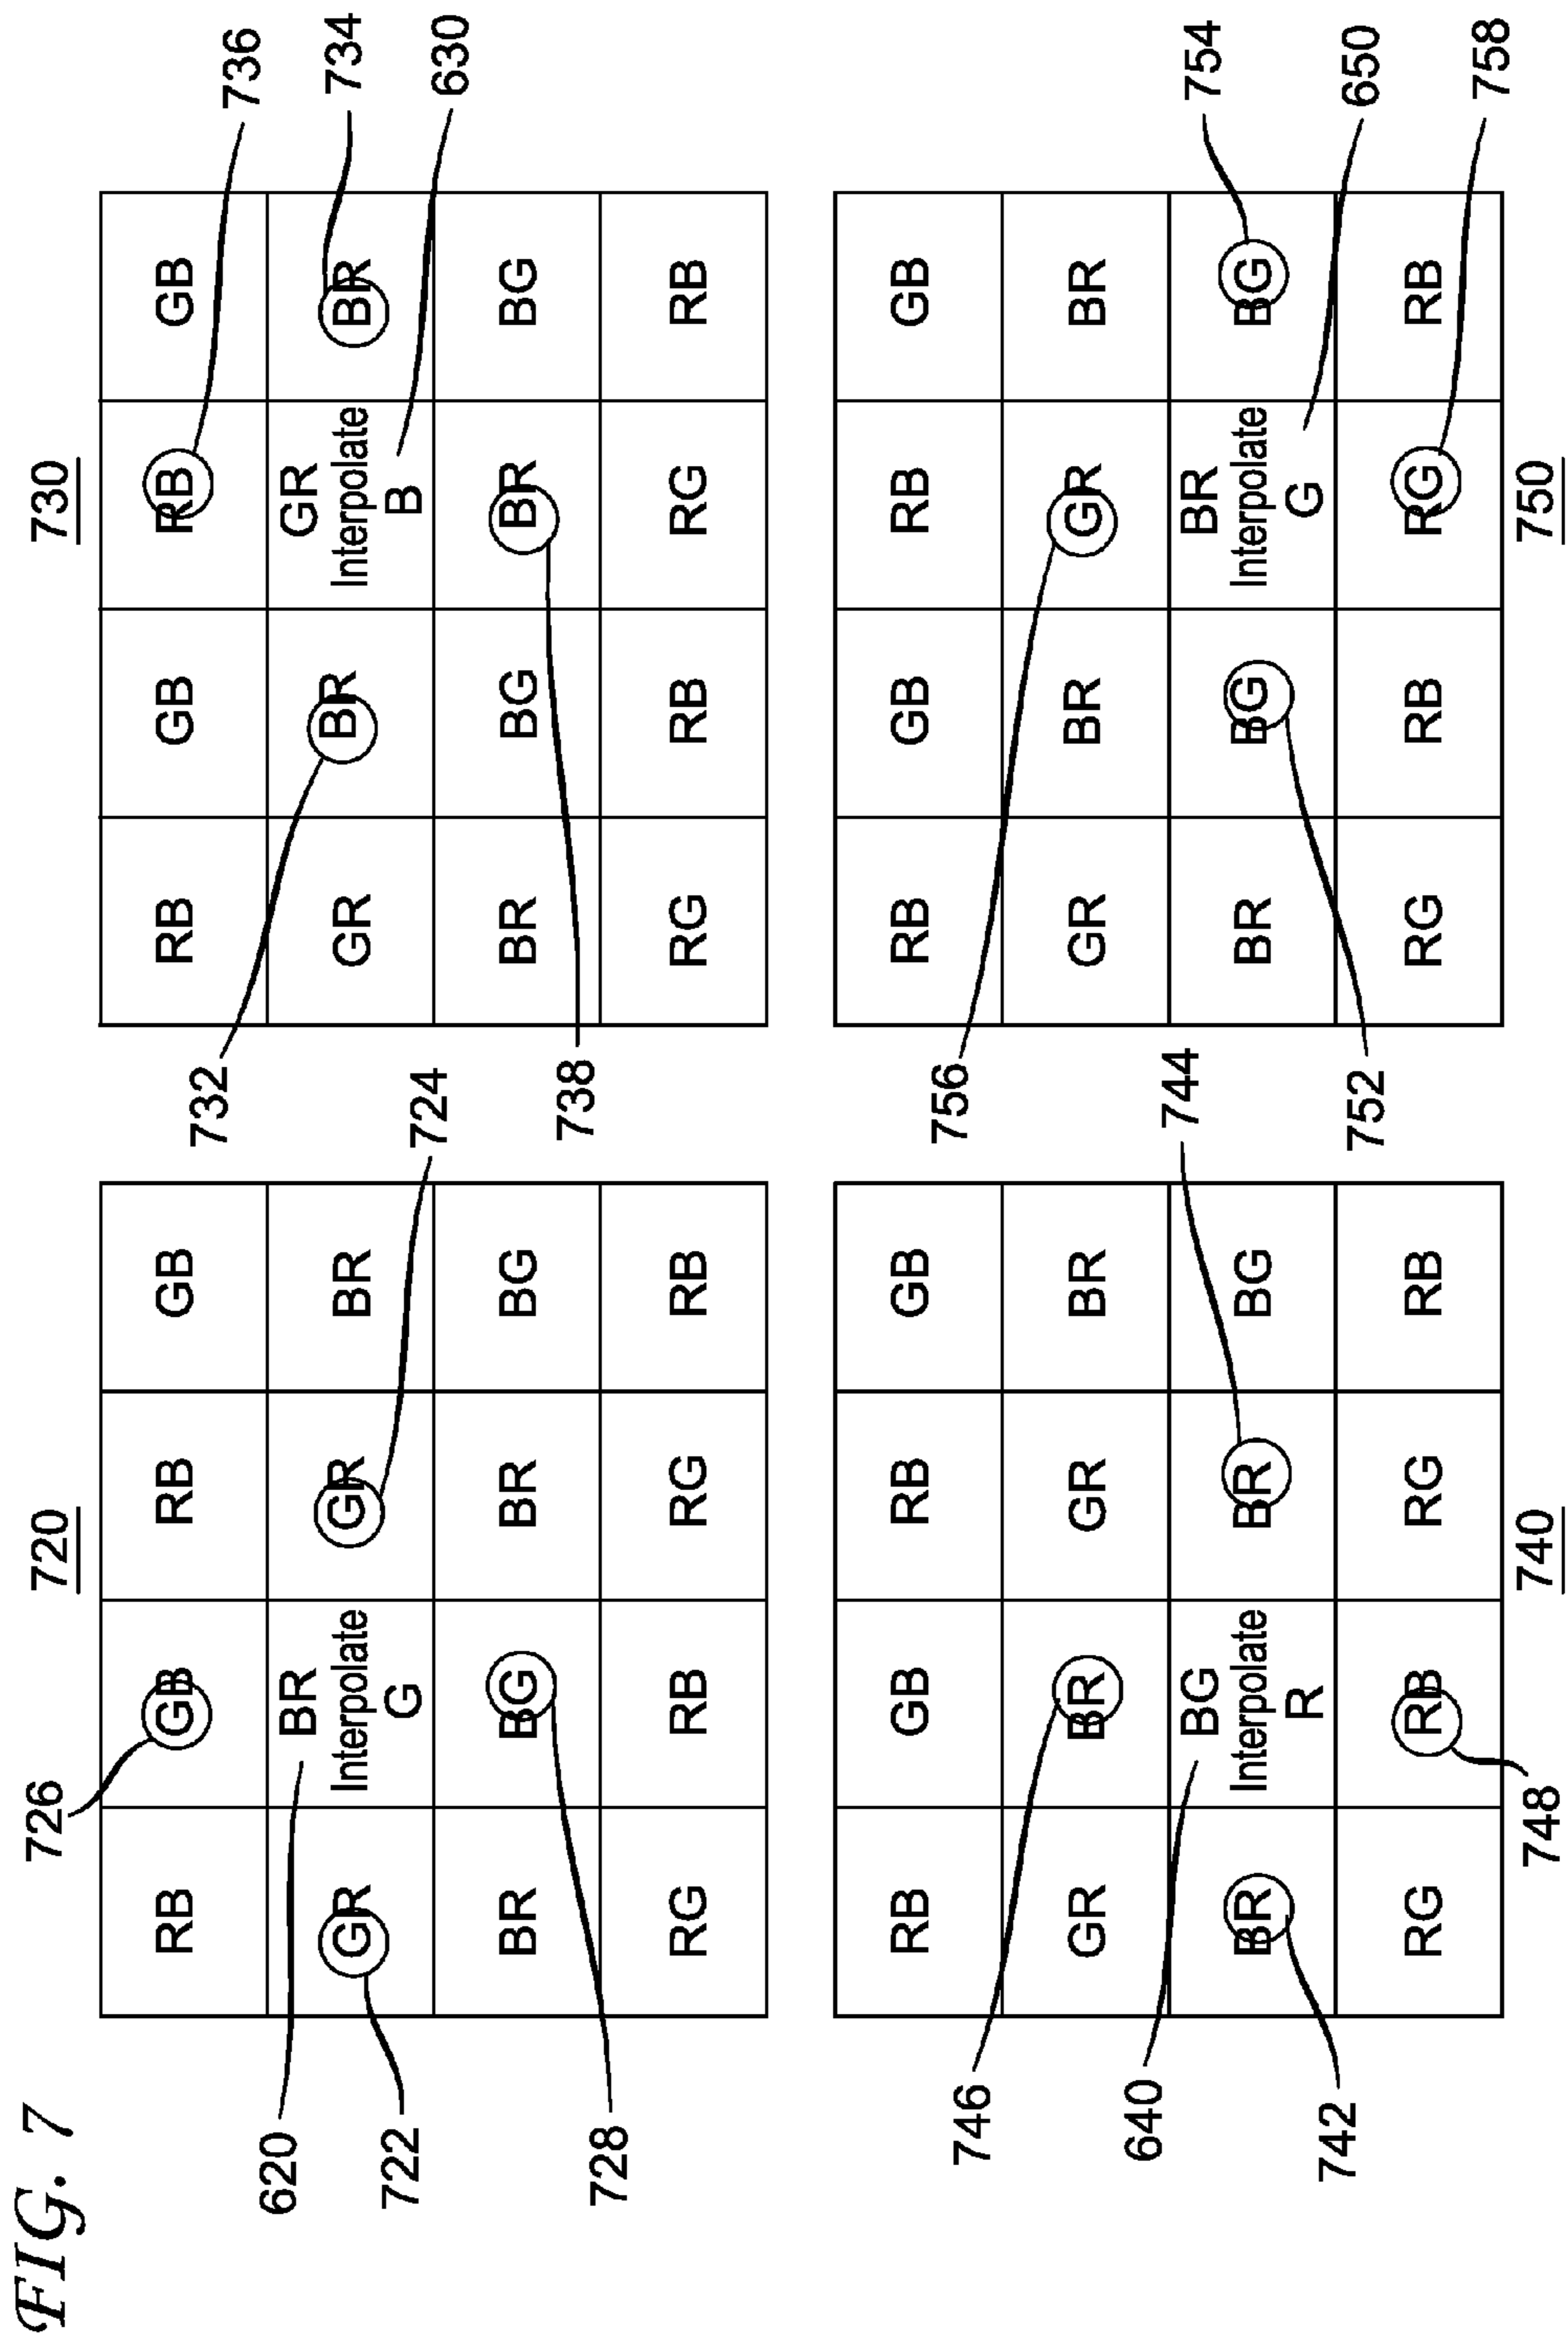 FIG. 7
720
726
RB GB RB GB
620
GR BR Interpolate G GR BR
722
724
BR BG BR BG
728
RG RB RG RB
730
736
RB GB RB GB
732
734
GR BR GR Interpolate B BR
630
BR BG BR BG
738
RG RB RG RB
RB GB RB GB
746
GR BR GR BR
744
640
BR BG Interpolate R BR BG
742
RG RB RG RB
748
740
RB GB RB GB
756
754
GR BR GR BR
650
BR BG BR Interpolate G BG
752
758
RG RB RG RB
750